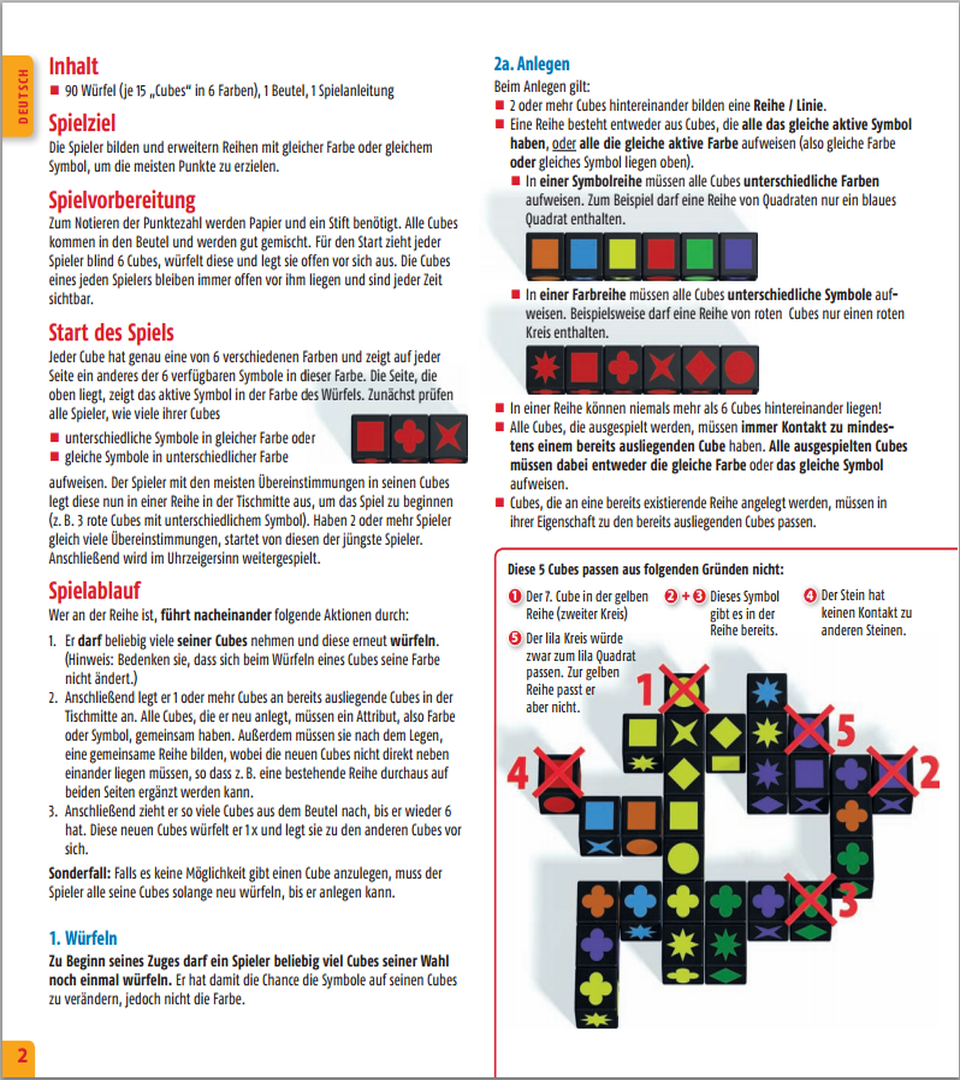 DEUTSCH
Inhalt
90 Würfel (je 15 „Cubes“ in 6 Farben), 1 Beutel, 1 Spielanleitung
Spielziel
Die Spieler bilden und erweitern Reihen mit gleicher Farbe oder gleichem
Symbol, um die meisten Punkte zu erzielen.
Spielvorbereitung
Zum Notieren der Punktezahl werden Papier und ein Stift benötigt. Alle Cubes
kommen in den Beutel und werden gut gemischt. Für den Start zieht jeder
Spieler blind 6 Cubes, würfelt diese und legt sie offen vor sich aus. Die Cubes
eines jeden Spielers bleiben immer offen vor ihm liegen und sind jeder Zeit
sichtbar.
Start des Spiels
Jeder Cube hat genau eine von 6 verschiedenen Farben und zeigt auf jeder
Seite ein anderes der 6 verfügbaren Symbole in dieser Farbe. Die Seite, die
oben liegt, zeigt das aktive Symbol in der Farbe des Würfels. Zunächst prüfen
alle Spieler, wie viele ihrer Cubes
unterschiedliche Symbole in gleicher Farbe oder
gleiche Symbole in unterschiedlicher Farbe
aufweisen. Der Spieler mit den meisten Übereinstimmungen in seinen Cubes
legt diese nun in einer Reihe in der Tischmitte aus, um das Spiel zu beginnen
(z. B. 3 rote Cubes mit unterschiedlichem Symbol). Haben 2 oder mehr Spieler
gleich viele Übereinstimmungen, startet von diesen der jüngste Spieler.
Anschließend wird im Uhrzeigersinn weitergespielt.
Spielablauf
Wer an der Reihe ist, führt nacheinander folgende Aktionen durch:
1. Er darf beliebig viele seiner Cubes nehmen und diese erneut würfeln.
(Hinweis: Bedenken sie, dass sich beim Würfeln eines Cubes seine Farbe
nicht ändert.)
2. Anschließend legt er 1 oder mehr Cubes an bereits ausliegende Cubes in der
Tischmitte an. Alle Cubes, die er neu anlegt, müssen ein Attribut, also Farbe
oder Symbol, gemeinsam haben. Außerdem müssen sie nach dem Legen,
eine gemeinsame Reihe bilden, wobei die neuen Cubes nicht direkt neben
einander liegen müssen, so dass z. B. eine bestehende Reihe durchaus auf
beiden Seiten ergänzt werden kann.
3. Anschließend zieht er so viele Cubes aus dem Beutel nach, bis er wieder 6
hat. Diese neuen Cubes würfelt er 1 x und legt sie zu den anderen Cubes vor
sich.
Sonderfall: Falls es keine Möglichkeit gibt einen Cube anzulegen, muss der
Spieler alle seine Cubes solange neu würfeln, bis er anlegen kann.
1. Würfeln
Zu Beginn seines Zuges darf ein Spieler beliebig viel Cubes seiner Wahl
noch einmal würfeln. Er hat damit die Chance die Symbole auf seinen Cubes
zu verändern, jedoch nicht die Farbe.
2
2a. Anlegen
Beim Anlegen gilt:
2 oder mehr Cubes hintereinander bilden eine Reihe / Linie.
Eine Reihe besteht entweder aus Cubes, die alle das gleiche aktive Symbol
haben, oder alle die gleiche aktive Farbe aufweisen (also gleiche Farbe
oder gleiches Symbol liegen oben).
In einer Symbolreihe müssen alle Cubes unterschiedliche Farben
aufweisen. Zum Beispiel darf eine Reihe von Quadraten nur ein blaues
Quadrat enthalten.
In einer Farbreihe müssen alle Cubes unterschiedliche Symbole auf-
weisen. Beispielsweise darf eine Reihe von roten Cubes nur einen roten
Kreis enthalten.
In einer Reihe können niemals mehr als 6 Cubes hintereinander liegen!
Alle Cubes, die ausgespielt werden, müssen immer Kontakt zu mindes-
tens einem bereits ausliegenden Cube haben. Alle ausgespielten Cubes
müssen dabei entweder die gleiche Farbe oder das gleiche Symbol
aufweisen.
Cubes, die an eine bereits existierende Reihe angelegt werden, müssen in
ihrer Eigenschaft zu den bereits ausliegenden Cubes passen.
Diese 5 Cubes passen aus folgenden Gründen nicht:
1 Der 7. Cube in der gelben
Reihe (zweiter Kreis)
2 + 3 Dieses Symbol
gibt es in der
Reihe bereits.
4 Der Stein hat
keinen Kontakt zu
anderen Steinen.
5 Der lila Kreis würde
zwar zum lila Quadrat
passen. Zur gelben
Reihe passt er
aber nicht.
1
5
4
2
3